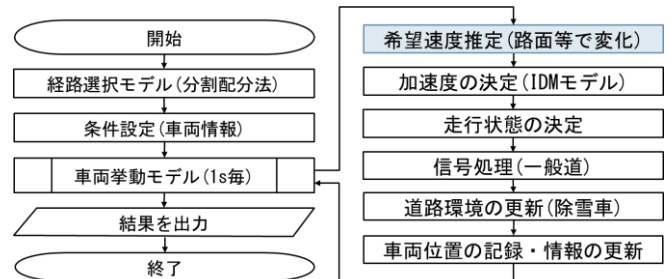 開始
経路選択モデル(分割配分法)
条件設定(車両情報)
車両挙動モデル(1s毎)
結果を出力
終了
希望速度推定(路面等で変化)
加速度の決定(IDMモデル)
走行状態の決定
信号処理(一般道)
道路環境の更新(除雪車)
車両位置の記録・情報の更新